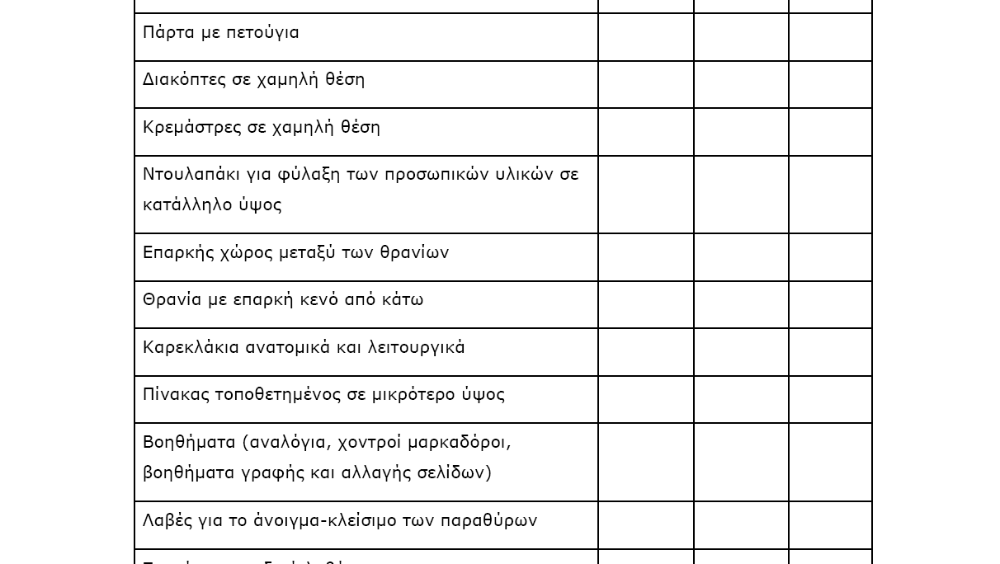 Πάρτα με πετούγια
Διακόπτες σε χαμηλή θέση
Κρεμάστρες σε χαμηλή θέση
Ντουλαπάκι για φύλαξη των προσωπικών υλικών σε
κατάλληλο ύψος
Επαρκής χώρος μεταξύ των θρανίων
Θρανία με επαρκή κενό από κάτω
Καρεκλάκια ανατομικά και λειτουργικά
Πίνακας τοποθετημένος σε μικρότερο ύψος
Βοηθήματα (αναλόγια, χοντροί μαρκαδόροι,
βοηθήματα γραφής και αλλαγής σελίδων)
Λαβές για το άνοιγμα-κλείσιμο των παραθύρων